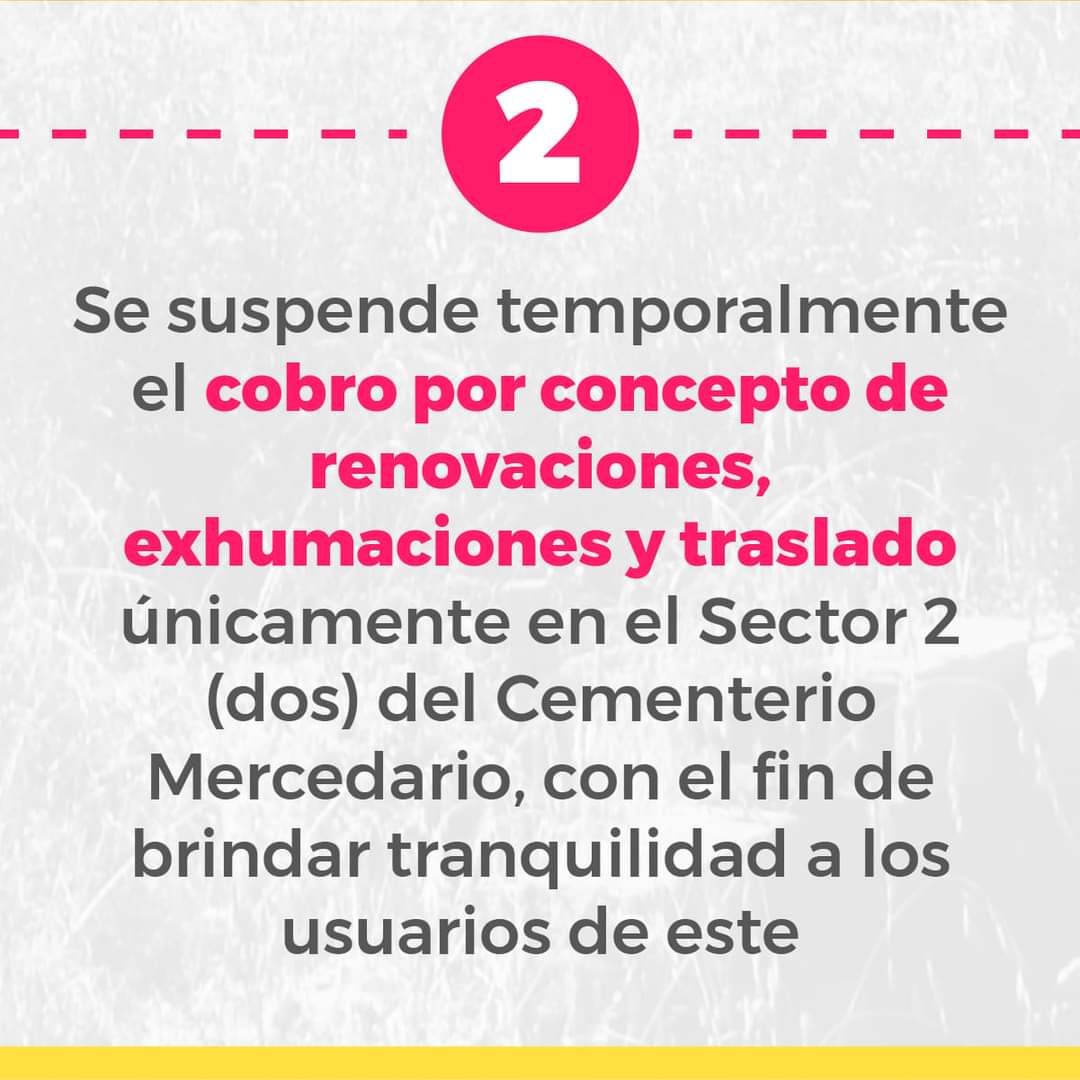 2
Se suspende temporalmente
el cobro por concepto de
renovaciones,
exhumaciones y traslado
únicamente en el Sector 2
(dos) del Cementerio
Mercedario, con el fin de
brindar tranquilidad a los
usuarios de este